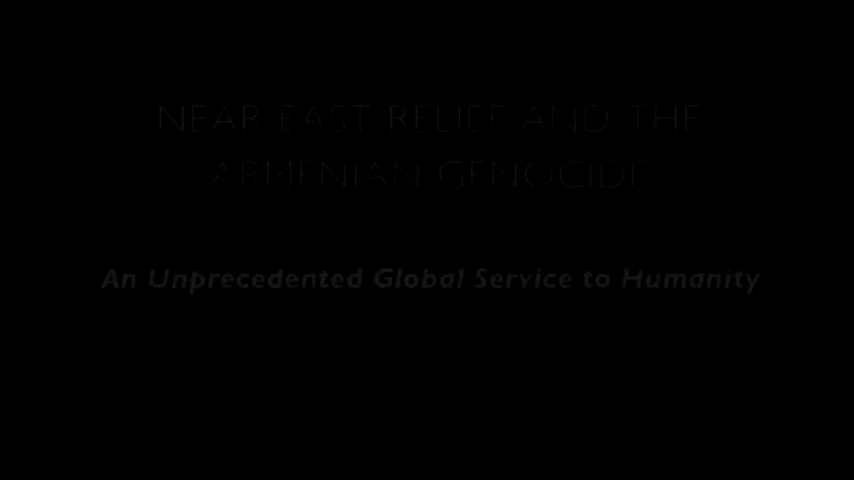 NEAR EAST RELIEF AND THE
ARMENIAN GENOCIDE
An Unprecedented Global Service to Humanity